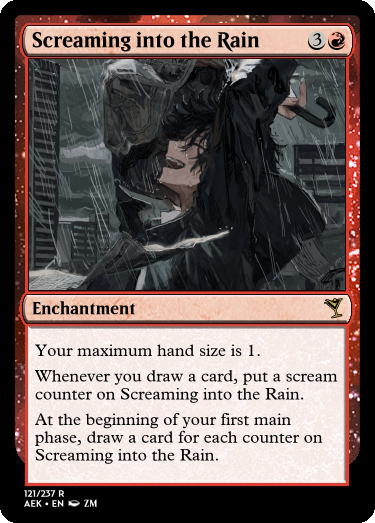 Screaming into the Rain 3
Enchantment
Your maximum hand size is 1.
Whenever you draw a card, put a scream
counter on Screaming into the Rain.
At the beginning of your first main
phase, draw a card for each counter on
Screaming into the Rain.
121/237 R
AEK • EN ZM